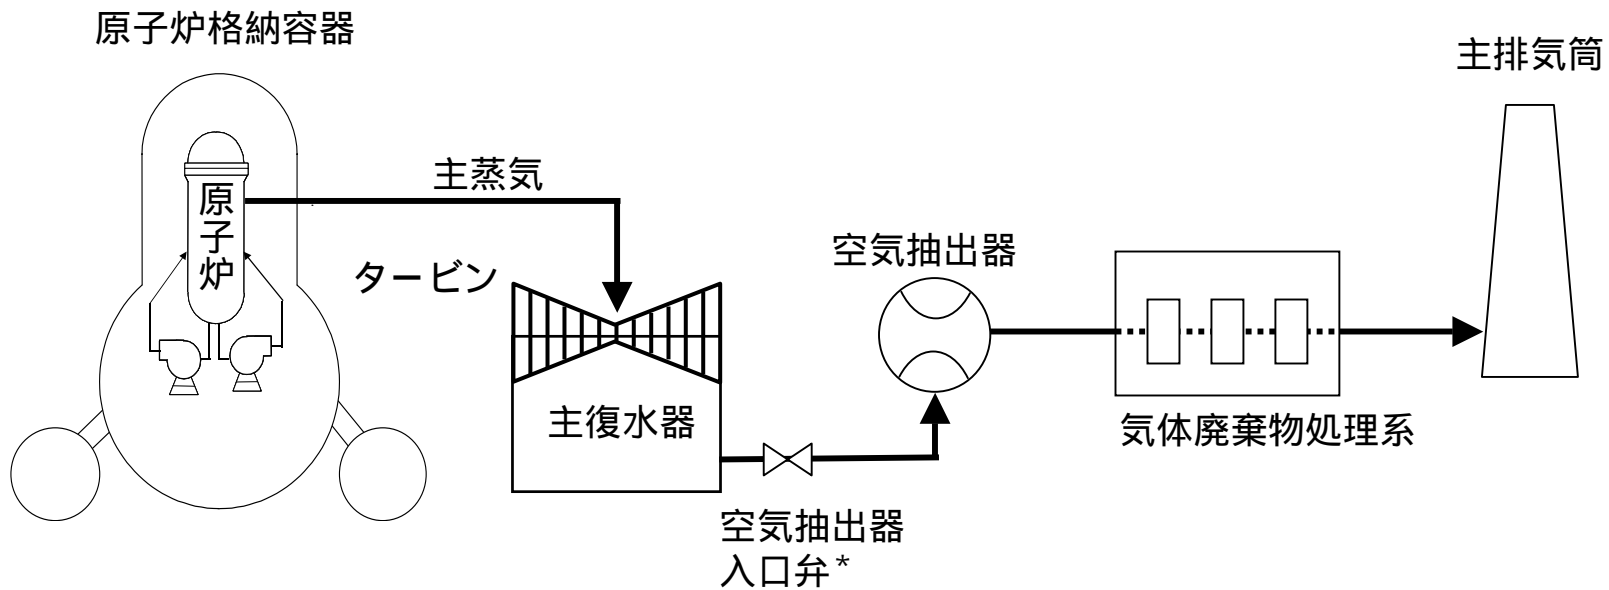 原子炉格納容器
主排気筒
主蒸気
原子炉
空気抽出器
タービン
主復水器
気体廃棄物処理系
空気抽出器
入口弁*